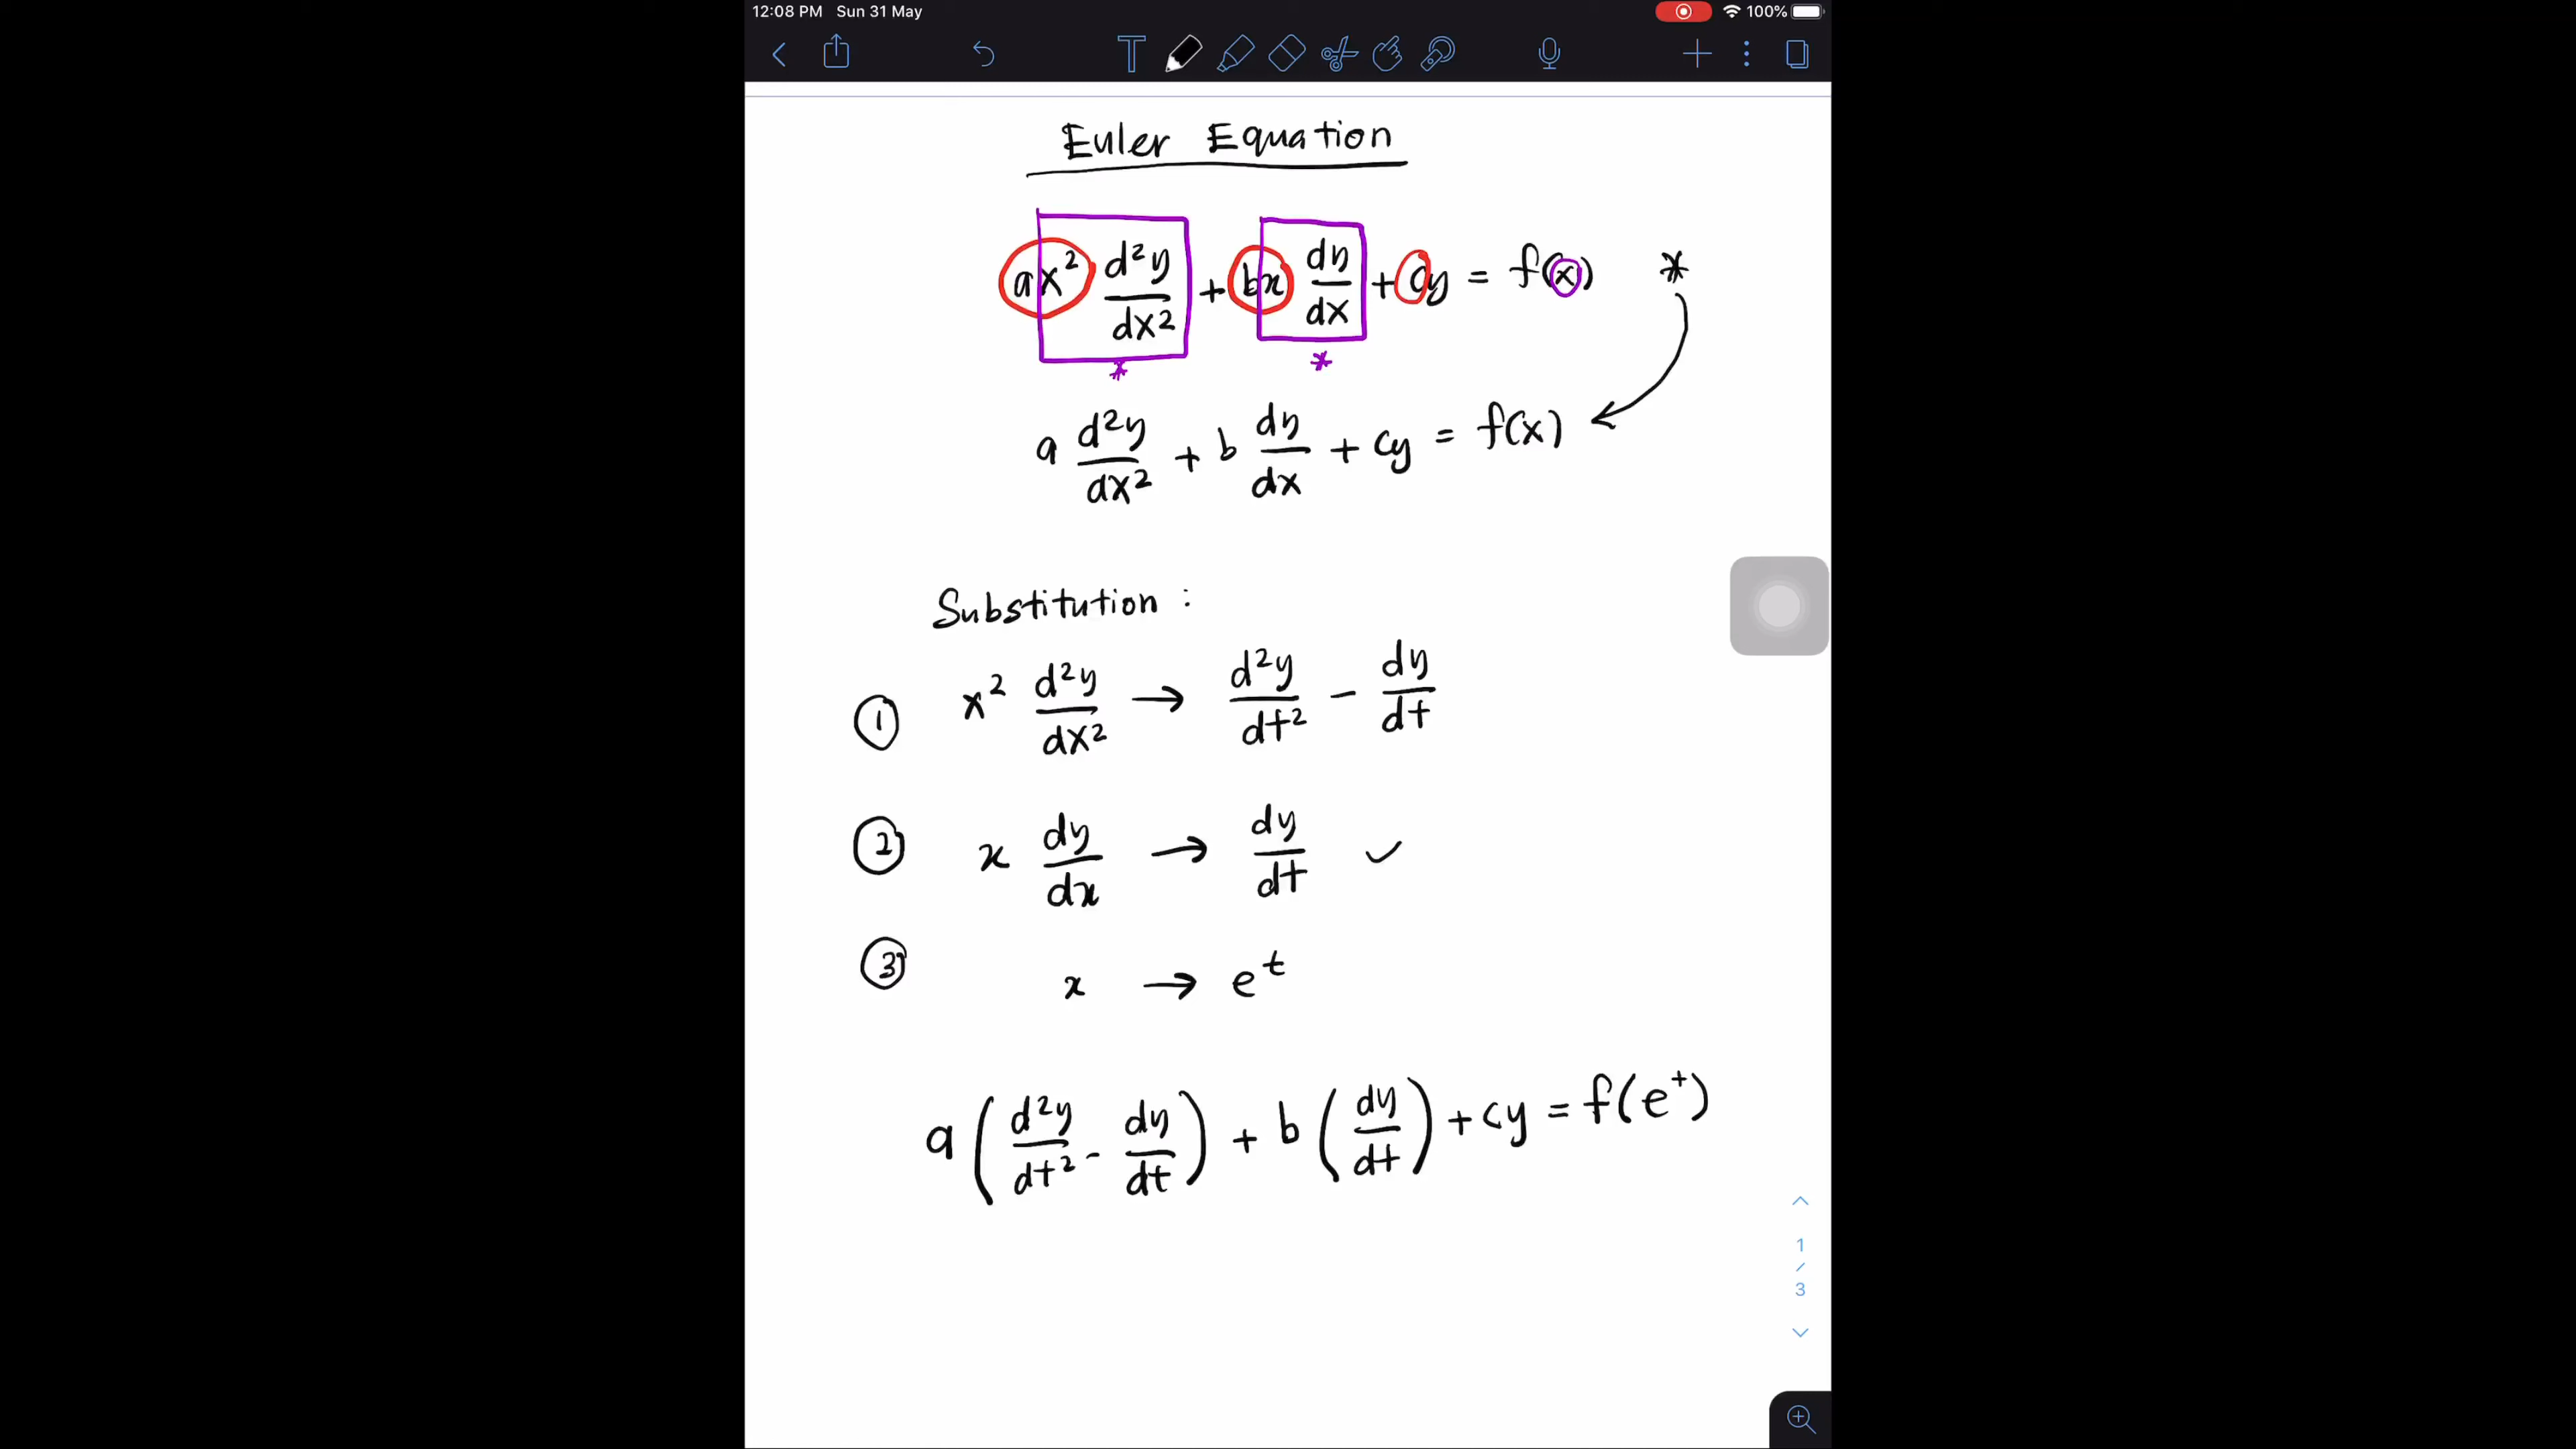 12:08 PM Sun 31 May 100%
Euler Equation
ax² d²y/dx² + bx dy/dx + cy = f(x) *
* *
a d²y/dx² + b dy/dx + cy = f(x)
Substitution :
① x² d²y/dx² → d²y/dt² - dy/dt
② x dy/dx → dy/dt ✓
③ x → e^t
a(d²y/dt² - dy/dt) + b(dy/dt) + cy = f(e^t)
1
/
3